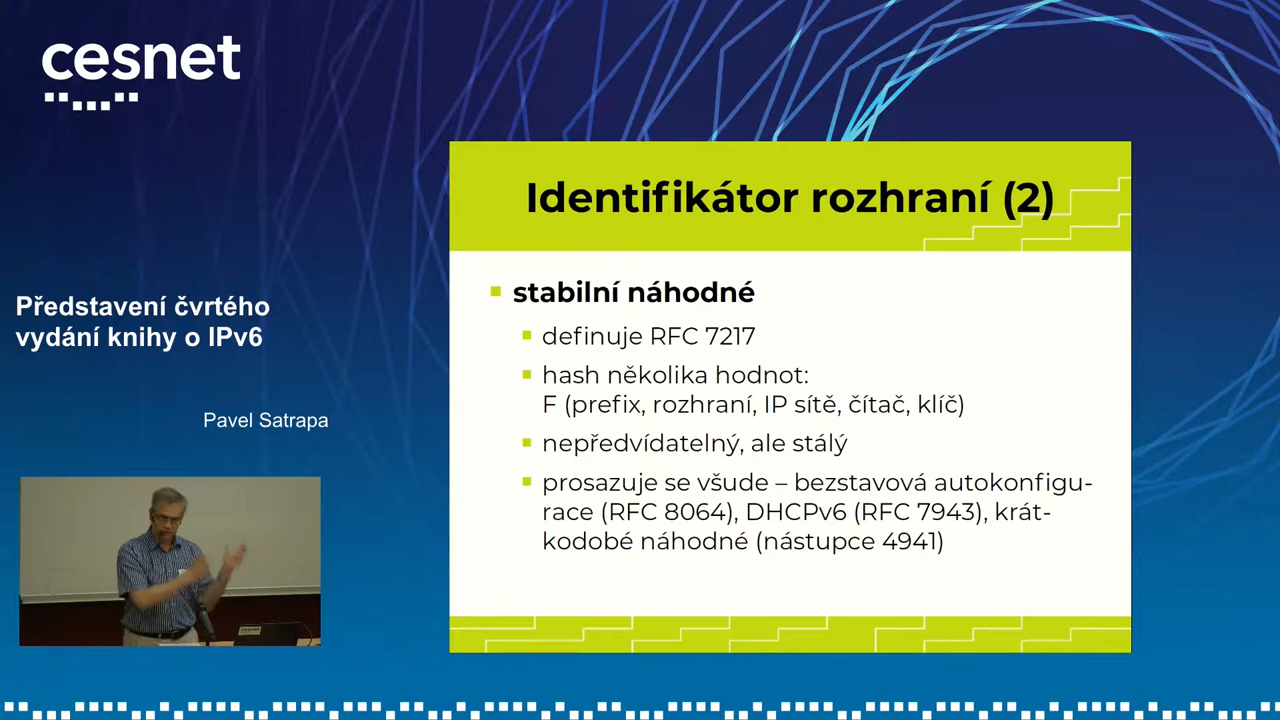 cesnet
Představení čtvrtého
vydání knihy o IPv6
Pavel Satrapa
Identifikátor rozhraní (2)
stabilní náhodné
definuje RFC 7217
hash několika hodnot:
F (prefix, rozhraní, IP sítě, čítač, klíč)
nepředvídatelný, ale stálý
prosazuje se všude – bezstavová autokonfigu-
race (RFC 8064), DHCPv6 (RFC 7943), krát-
kodobé náhodné (nástupce 4941)